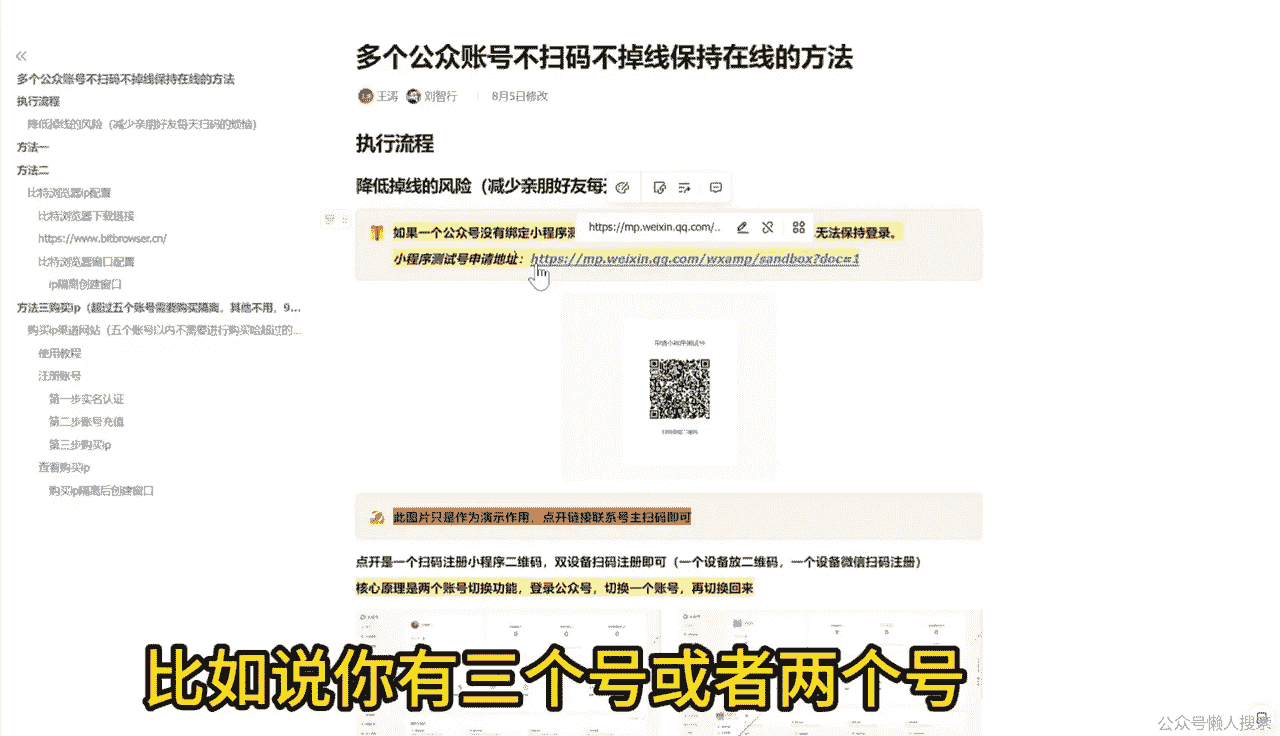 多个公众账号不扫码不掉线保持在线的方法
执行流程
降低掉线的风险（减少亲朋好友每天扫码的烦恼）
方法一
方法二
比特浏览器ip配置
比特浏览器下载链接
https://www.bitbrowser.cn/
比特浏览器窗口配置
ip隔离创建窗口
方法三购买ip（超过五个账号需要购买隔离，其他不用，9...
购买ip渠道网站（五个账号以内不需要进行购买哈超过的...
使用教程
注册账号
第一步实名认证
第二步账号充值
第三步购买ip
查看购买ip
购买ip隔离后创建窗口
多个公众账号不扫码不掉线保持在线的方法
王涛 刘智行 8月5日修改
执行流程
降低掉线的风险（减少亲朋好友每
https://mp.weixin.qq.com/...
如果一个公众号没有绑定小程序 无法保持登录。
小程序测试号申请地址：https://mp.weixin.qq.com/wxamp/sandbox?doc=1
申请小程序测试号
此图片只是作为演示作用，点开链接联系号主扫码即可
点开是一个扫码注册小程序二维码，双设备扫码注册即可（一个设备放二维码，一个设备微信扫码注册）
核心原理是两个账号切换功能，登录公众号，切换一个账号，再切换回来
比如说你有三个号或者两个号
公众号懒人搜索